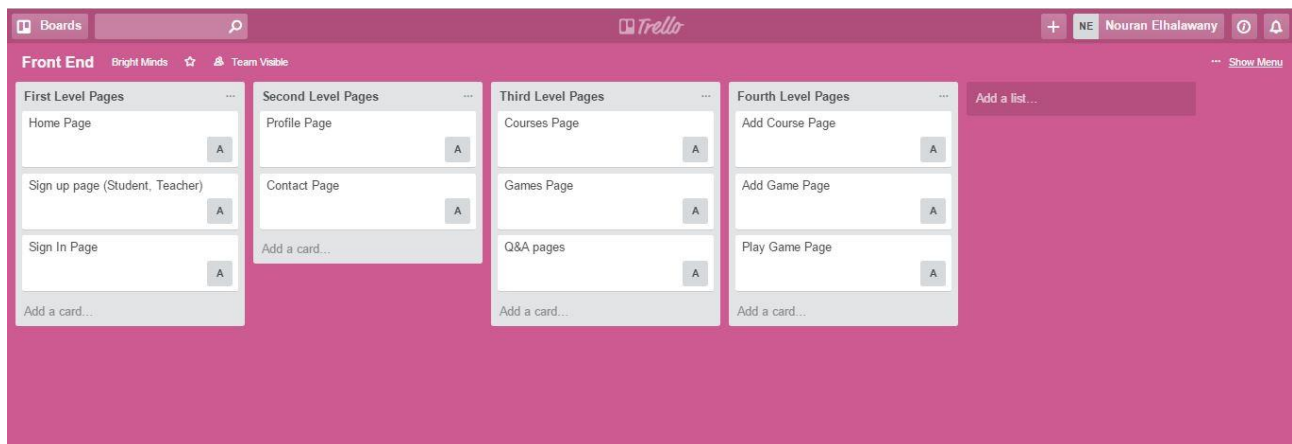 Boards
Trello
+
NE Nouran Elhalawany
Front End Bright Minds Team Visible
... Show Menu
First Level Pages ...
Home Page
A
Sign up page (Student, Teacher)
A
Sign In Page
A
Add a card...
Second Level Pages ...
Profile Page
A
Contact Page
A
Add a card...
Third Level Pages ...
Courses Page
A
Games Page
A
Q&A pages
A
Add a card...
Fourth Level Pages ...
Add Course Page
A
Add Game Page
A
Play Game Page
A
Add a card...
Add a list...